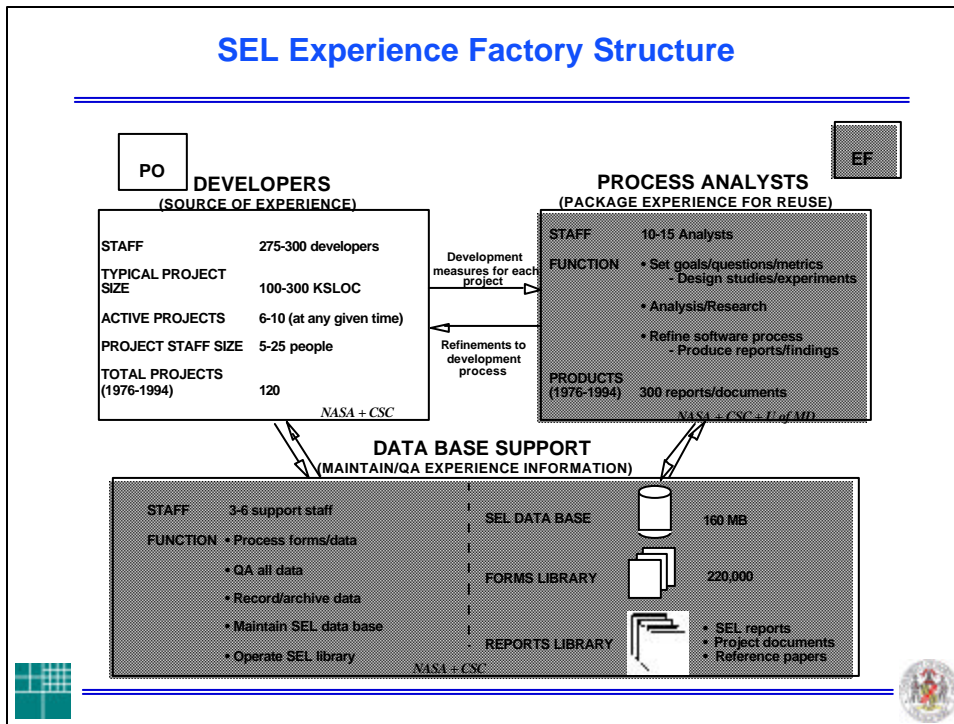 SEL Experience Factory Structure
PO
EF
DEVELOPERS
(SOURCE OF EXPERIENCE)
STAFF 275-300 developers
TYPICAL PROJECT
SIZE 100-300 KSLOC
ACTIVE PROJECTS 6-10 (at any given time)
PROJECT STAFF SIZE 5-25 people
TOTAL PROJECTS
(1976-1994) 120
NASA + CSC
Development
measures for each
project
Refinements to
development
process
PROCESS ANALYSTS
(PACKAGE EXPERIENCE FOR REUSE)
STAFF 10-15 Analysts
FUNCTION • Set goals/questions/metrics
- Design studies/experiments
• Analysis/Research
• Refine software process
- Produce reports/findings
PRODUCTS
(1976-1994) 300 reports/documents
NASA + CSC + U of MD
DATA BASE SUPPORT
(MAINTAIN/QA EXPERIENCE INFORMATION)
STAFF 3-6 support staff
FUNCTION • Process forms/data
• QA all data
• Record/archive data
• Maintain SEL data base
• Operate SEL library
NASA + CSC
SEL DATA BASE 160 MB
FORMS LIBRARY 220,000
REPORTS LIBRARY
• SEL reports
• Project documents
• Reference papers